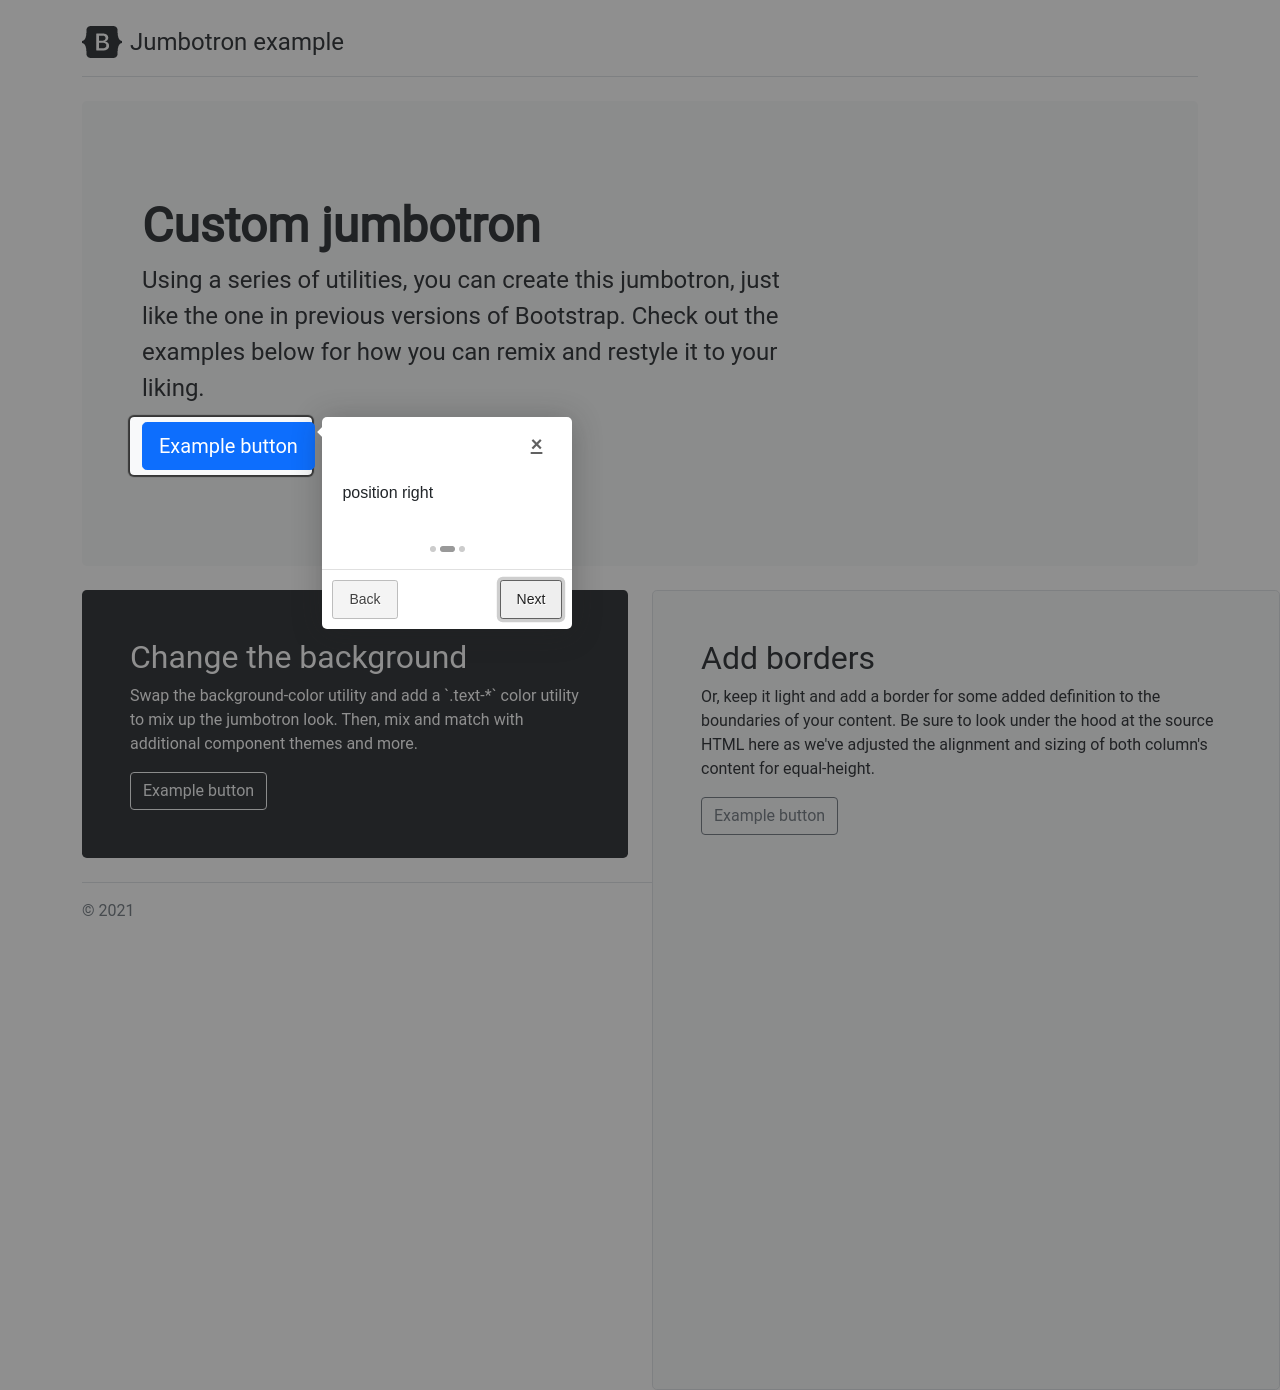 B Jumbotron example
Custom jumbotron
Using a series of utilities, you can create this jumbotron, just
like the one in previous versions of Bootstrap. Check out the
examples below for how you can remix and restyle it to your
liking.
Example button
×
position right
Back Next
Change the background
Swap the background-color utility and add a `.text-*` color utility
to mix up the jumbotron look. Then, mix and match with
additional component themes and more.
Example button
Add borders
Or, keep it light and add a border for some added definition to the
boundaries of your content. Be sure to look under the hood at the source
HTML here as we've adjusted the alignment and sizing of both column's
content for equal-height.
Example button
© 2021